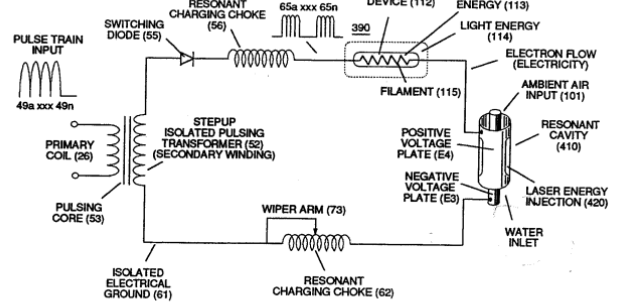 RESONANT
CHARGING CHOKE
(56)
65a xxx 65n
390
DEVICE (112)
ENERGY (113)
LIGHT ENERGY
(114)
SWITCHING
DIODE (55)
PULSE TRAIN
INPUT
49a xxx 49n
ELECTRON FLOW
(ELECTRICITY)
FILAMENT (115)
AMBIENT AIR
INPUT (101)
STEPUP
ISOLATED PULSING
TRANSFORMER (52)
(SECONDARY WINDING)
PRIMARY
COIL (26)
POSITIVE
VOLTAGE
PLATE (E4)
RESONANT
CAVITY
(410)
NEGATIVE
VOLTAGE
PLATE (E3)
LASER ENERGY
INJECTION (420)
PULSING
CORE (53)
WIPER ARM (73)
WATER
INLET
ISOLATED
ELECTRICAL
GROUND (61)
RESONANT
CHARGING CHOKE (62)